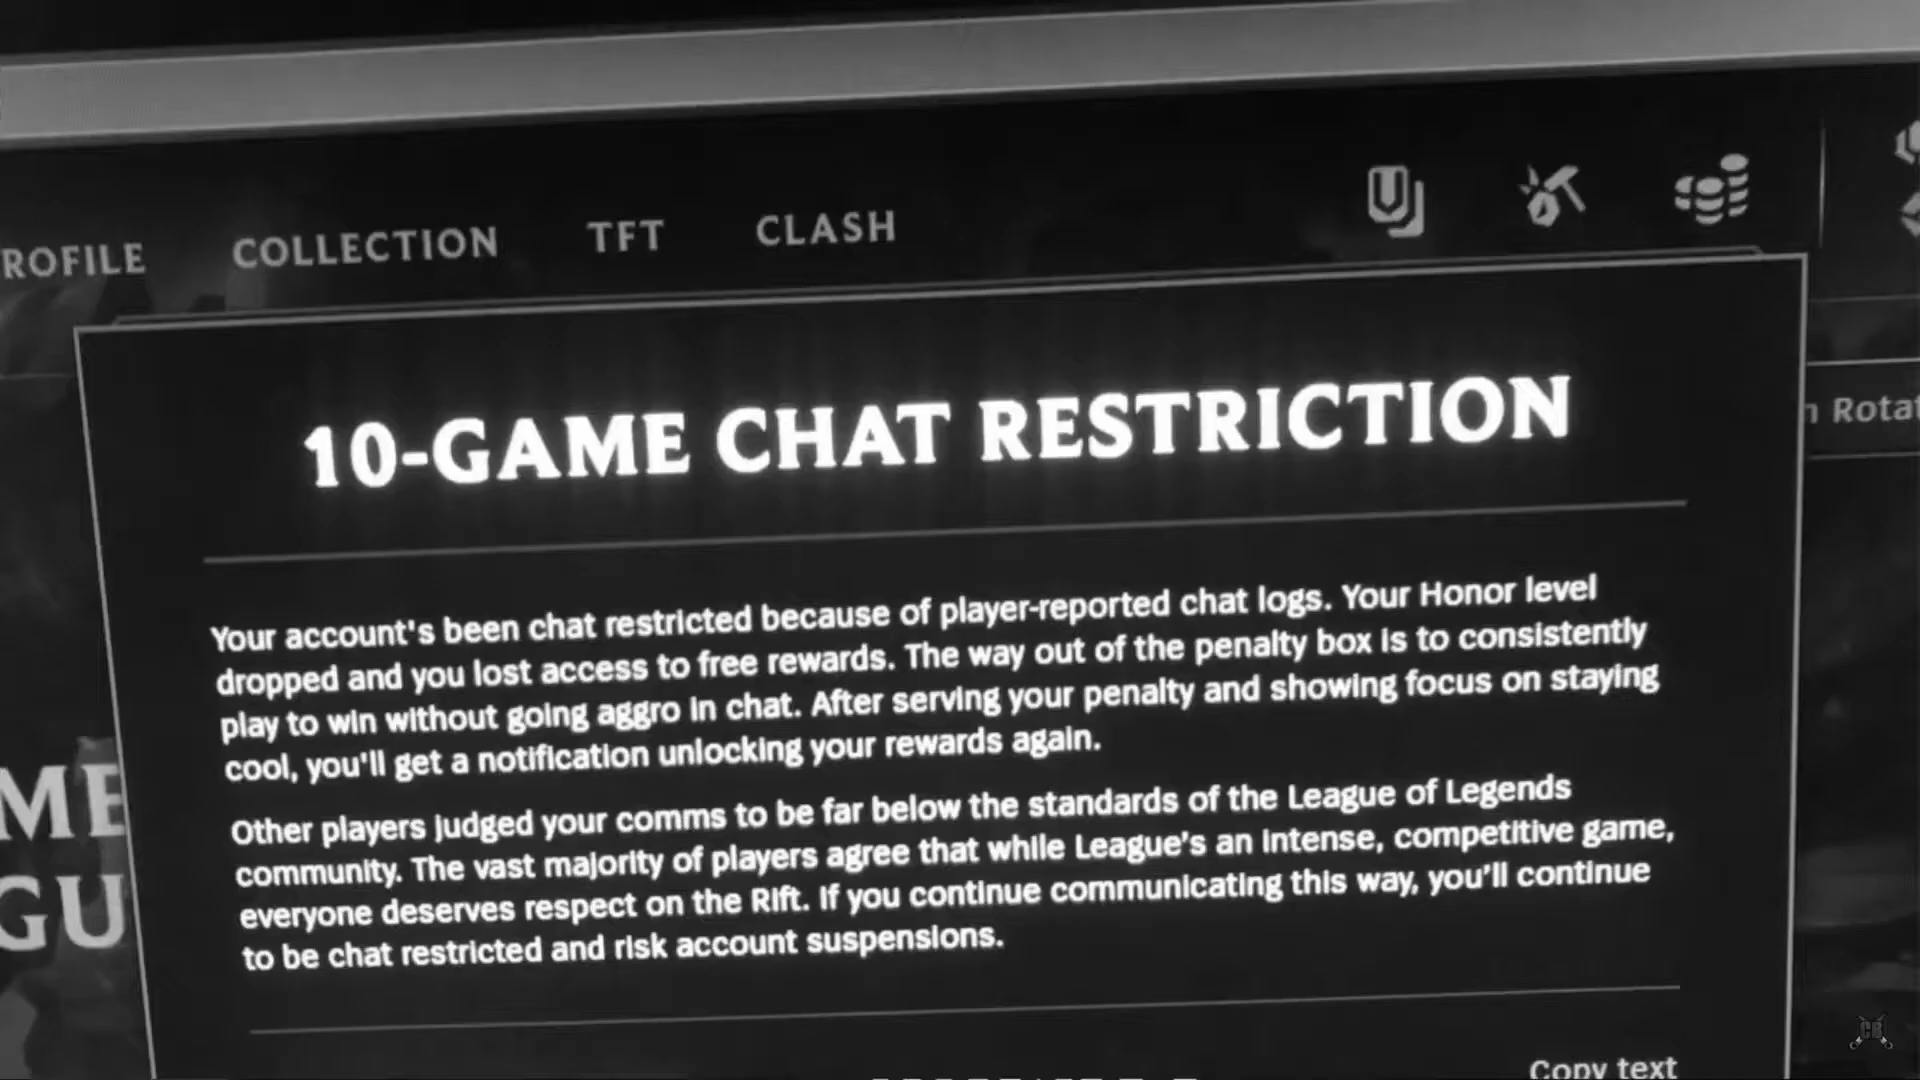 ROFILE COLLECTION TFT CLASH
10-GAME CHAT RESTRICTION
n Rotat
Your account's been chat restricted because of player-reported chat logs. Your Honor level
dropped and you lost access to free rewards. The way out of the penalty box is to consistently
play to win without going aggro in chat. After serving your penalty and showing focus on staying
cool, you'll get a notification unlocking your rewards again.
ME
GU
Other players judged your comms to be far below the standards of the League of Legends
community. The vast majority of players agree that while League's an intense, competitive game,
everyone deserves respect on the Rift. If you continue communicating this way, you'll continue
to be chat restricted and risk account suspensions.
CB
Copy text